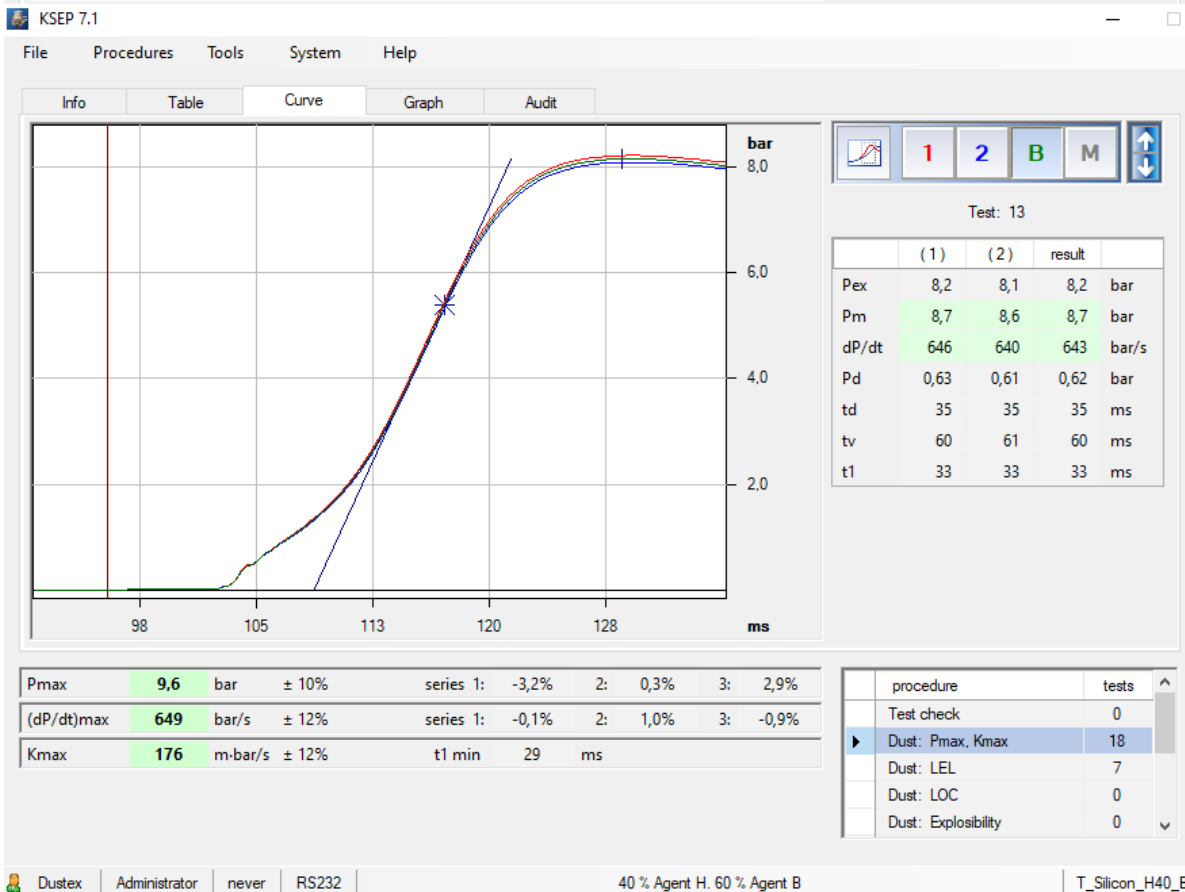 KSEP 7.1
File Procedures Tools System Help
Info Table Curve Graph Audit
bar
8,0
6,0
4,0
2,0
98 105 113 120 128 ms
1 2 B M
Test: 13
(1) (2) result
Pex 8,2 8,1 8,2 bar
Pm 8,7 8,6 8,7 bar
dP/dt 646 640 643 bar/s
Pd 0,63 0,61 0,62 bar
td 35 35 35 ms
tv 60 61 60 ms
t1 33 33 33 ms
Pmax 9,6 bar ± 10% series 1: -3,2% 2: 0,3% 3: 2,9%
(dP/dt)max 649 bar/s ± 12% series 1: -0,1% 2: 1,0% 3: -0,9%
Kmax 176 m·bar/s ± 12% t1 min 29 ms
procedure tests
Test check 0
Dust: Pmax, Kmax 18
Dust: LEL 7
Dust: LOC 0
Dust: Explosibility 0
Dustex Administrator never RS232 40 % Agent H. 60 % Agent B T_Silicon_H40_